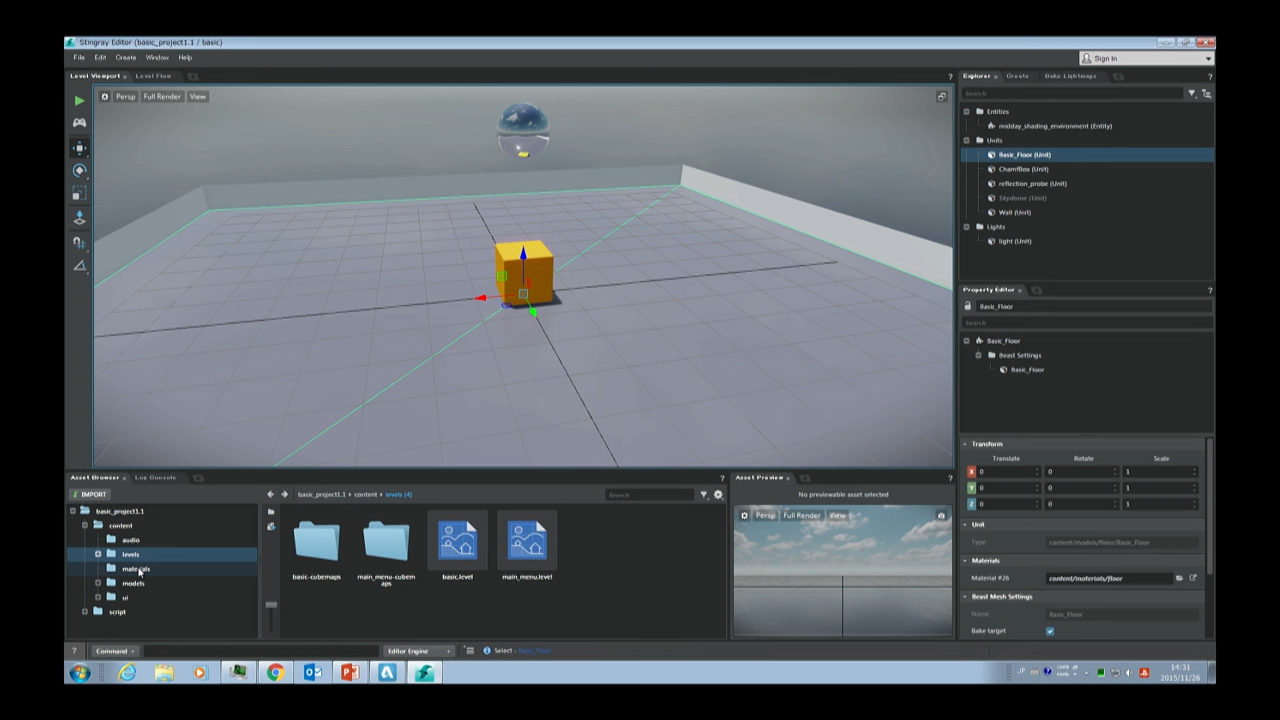 Stingray Editor (basic_project1.1 / basic)
File Edit Create Window Help
Sign In
Level Viewport Level Flow ?
Explorer Create Bake Lightmaps ?
Persp Full Render View
Search
Entities
midday_shading_environment (Entity)
Units
Basic_Floor (Unit)
ChamfBox (Unit)
reflection_probe (Unit)
Skydome (Unit)
Wall (Unit)
Lights
light (Unit)
Property Editor ?
Basic_Floor
Search
Basic_Floor
Beast Settings
Basic_Floor
Transform
Translate Rotate Scale
X 0 0 1
Y 0 0 1
Z 0 0 1
Unit
Type content/models/floor/Basic_Floor
Materials
Material #26 content/materials/floor
Beast Mesh Settings
Name Basic_Floor
Bake target
Asset Browser Log Console ?
IMPORT
basic_project1.1 content levels (4)
Search
basic_project1.1
content
audio
levels
materials
models
ui
script
basic-cubemaps
main_menu-cubem
aps
basic.level
main_menu.level
Asset Preview ?
No previewable asset selected
Persp Full Render View
? Command
Editor Engine
Select - Basic_Floor
JP
14:31
2015/11/26